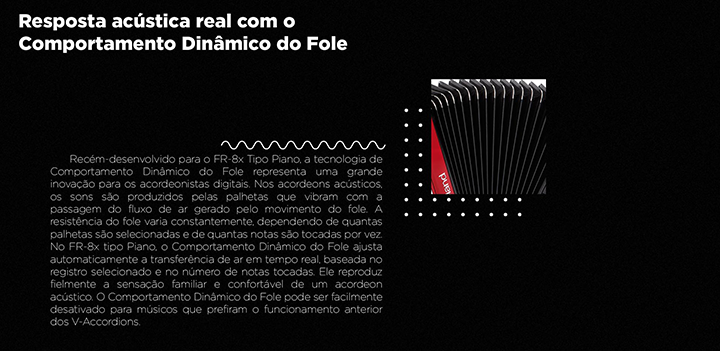 Resposta acústica real com o
Comportamento Dinâmico do Fole
Recém-desenvolvido para o FR-8x Tipo Piano, a tecnologia de
Comportamento Dinâmico do Fole representa uma grande
inovação para os acordeonistas digitais. Nos acordeons acústicos,
os sons são produzidos pelas palhetas que vibram com a
passagem do fluxo de ar gerado pelo movimento do fole. A
resistência do fole varia constantemente, dependendo de quantas
palhetas são selecionadas e de quantas notas são tocadas por vez.
No FR-8x tipo Piano, o Comportamento Dinâmico do Fole ajusta
automaticamente a transferência de ar em tempo real, baseada no
registro selecionado e no número de notas tocadas. Ele reproduz
fielmente a sensação familiar e confortável de um acordeon
acústico. O Comportamento Dinâmico do Fole pode ser facilmente
desativado para músicos que prefiram o funcionamento anterior
dos V-Accordions.